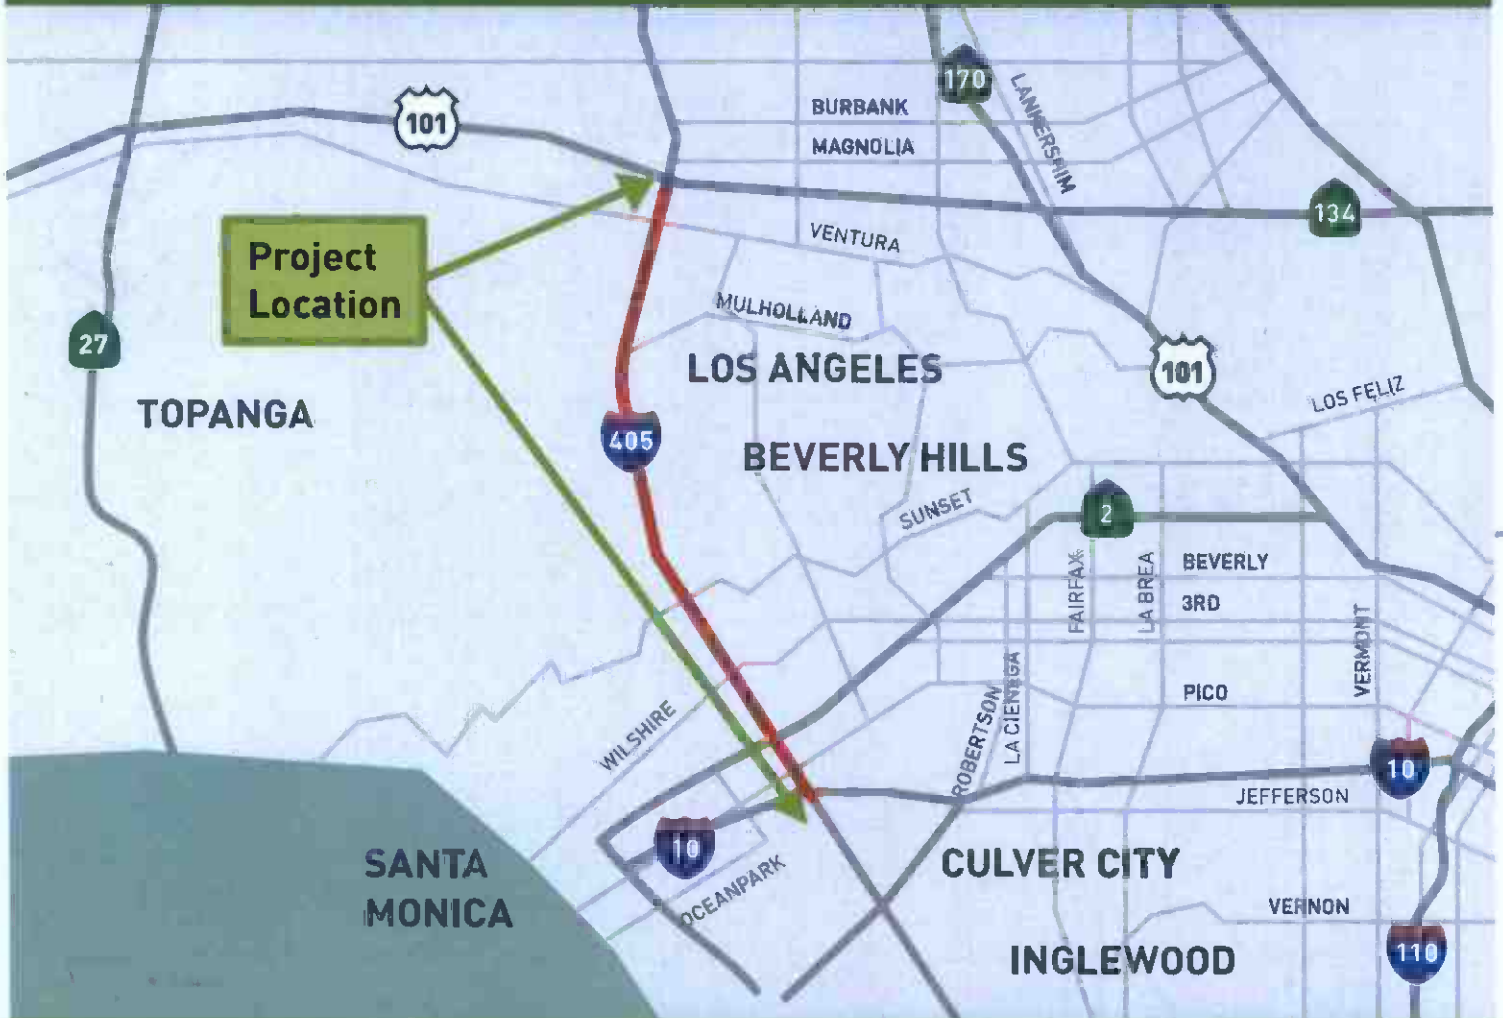 170
101
BURBANK
LANKERSHIM
MAGNOLIA
134
VENTURA
Project
Location
MULHOLLAND
27
LOS ANGELES
101
LOS FELIZ
TOPANGA
405
BEVERLY HILLS
SUNSET
2
FAIRFAX
LA BREA
BEVERLY
3RD
VERMONT
LA CIENEGA
PICO
ROBERTSON
WILSHIRE
10
JEFFERSON
10
SANTA
MONICA
OCEANPARK
CULVER CITY
VERNON
INGLEWOOD
110